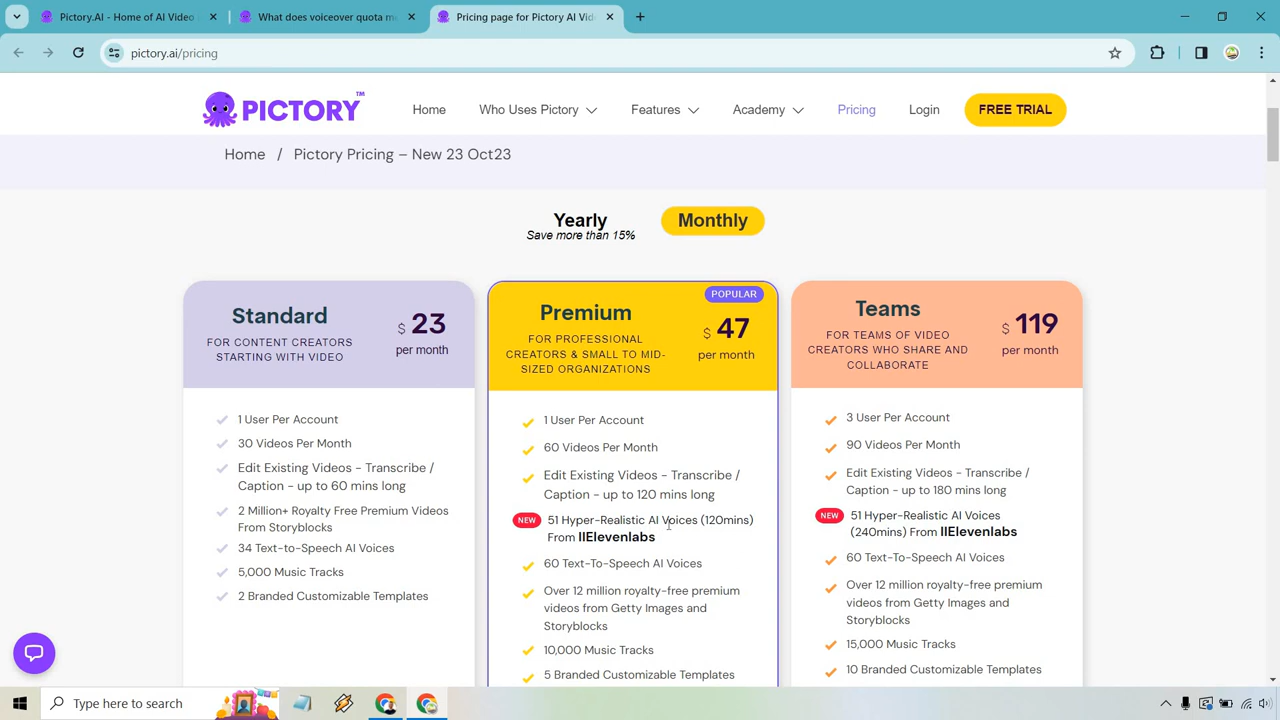 Pictory.AI - Home of AI Video
What does voiceover quota m
Pricing page for Pictory AI Vid
pictory.ai/pricing
PICTORY™
Home
Who Uses Pictory
Features
Academy
Pricing
Login
FREE TRIAL
Home / Pictory Pricing – New 23 Oct23
Yearly
Save more than 15%
Monthly
Standard
FOR CONTENT CREATORS
STARTING WITH VIDEO
$ 23
per month
1 User Per Account
30 Videos Per Month
Edit Existing Videos - Transcribe /
Caption - up to 60 mins long
2 Million+ Royalty Free Premium Videos
From Storyblocks
34 Text-to-Speech AI Voices
5,000 Music Tracks
2 Branded Customizable Templates
POPULAR
Premium
FOR PROFESSIONAL
CREATORS & SMALL TO MID-
SIZED ORGANIZATIONS
$ 47
per month
1 User Per Account
60 Videos Per Month
Edit Existing Videos - Transcribe /
Caption - up to 120 mins long
NEW 51 Hyper-Realistic AI Voices (120mins)
From IIElevenlabs
60 Text-To-Speech AI Voices
Over 12 million royalty-free premium
videos from Getty Images and
Storyblocks
10,000 Music Tracks
5 Branded Customizable Templates
Teams
FOR TEAMS OF VIDEO
CREATORS WHO SHARE AND
COLLABORATE
$ 119
per month
3 User Per Account
90 Videos Per Month
Edit Existing Videos - Transcribe /
Caption - up to 180 mins long
NEW 51 Hyper-Realistic AI Voices
(240mins) From IIElevenlabs
60 Text-To-Speech AI Voices
Over 12 million royalty-free premium
videos from Getty Images and
Storyblocks
15,000 Music Tracks
10 Branded Customizable Templates
Type here to search